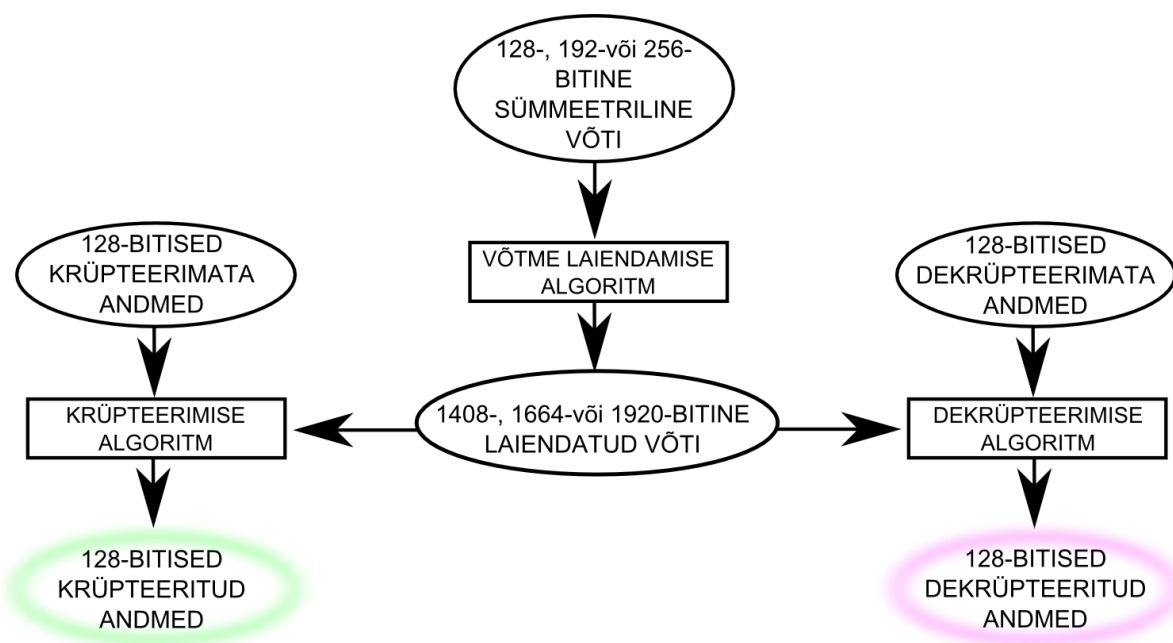 128-, 192-või 256-
BITINE
SÜMMEETRILINE
VÕTI
128-BITISED
KRÜPTEERIMATA
ANDMED
VÕTME LAIENDAMISE
ALGORITM
128-BITISED
DEKRÜPTEERIMATA
ANDMED
KRÜPTEERIMISE
ALGORITM
1408-, 1664-või 1920-BITINE
LAIENDATUD VÕTI
DEKRÜPTEERIMISE
ALGORITM
128-BITISED
KRÜPTEERITUD
ANDMED
128-BITISED
DEKRÜPTEERITUD
ANDMED